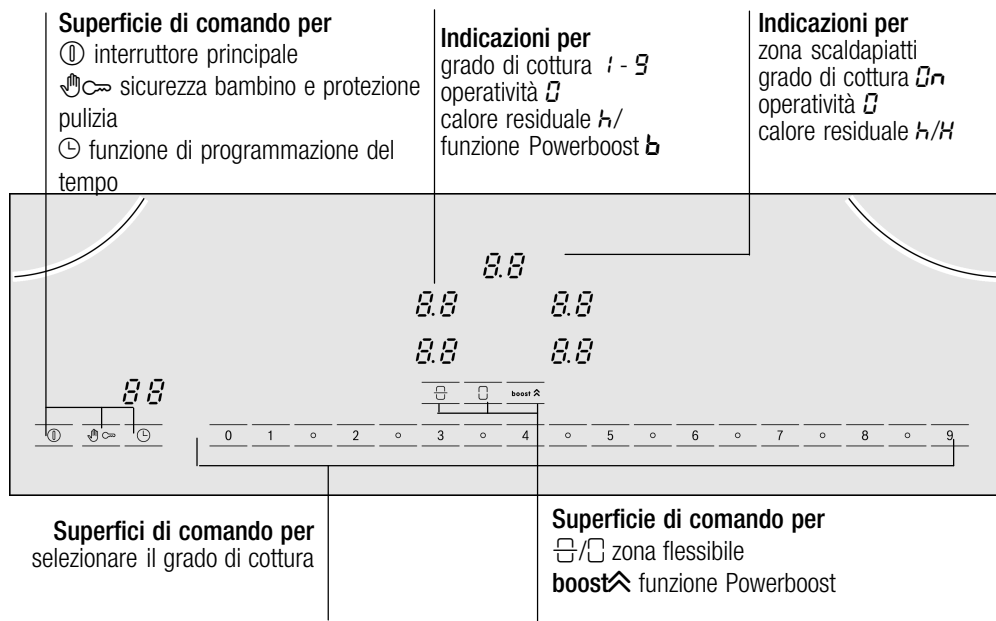 Superficie di comando per
interruttore principale
sicurezza bambino e protezione
pulizia
funzione di programmazione del
tempo
Indicazioni per
grado di cottura 1 - 9
operatività 0
calore residuale h/
funzione Powerboost b
Indicazioni per
zona scaldapiatti
grado di cottura On
operatività 0
calore residuale h/H
8.8
8.8 8.8
8.8 8.8
88
boost
0 1 2 3 4 5 6 7 8 9
Superfici di comando per
selezionare il grado di cottura
Superficie di comando per
/ zona flessibile
boost funzione Powerboost